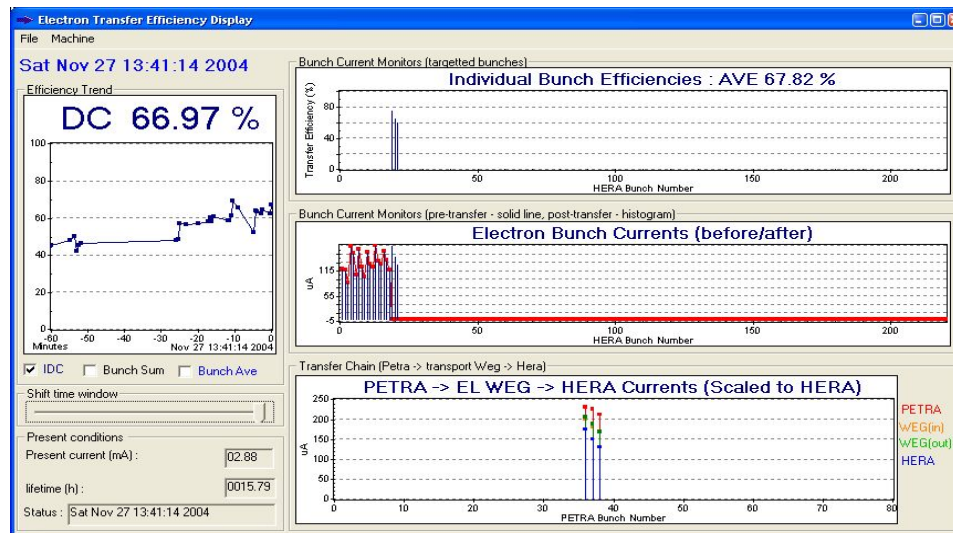 Electron Transfer Efficiency Display
File Machine
Sat Nov 27 13:41:14 2004
Efficiency Trend
DC 66.97 %
100
80
60
40
20
0
-60 -50 -40 -30 -20 -10 0
Minutes Nov 27 13:41:14 2004
IDC Bunch Sum Bunch Ave
Shift time window
Present conditions
Present current (mA) : 02.88
lifetime (h) : 0015.79
Status : Sat Nov 27 13:41:14 2004
Bunch Current Monitors (targetted bunches)
Individual Bunch Efficiencies : AVE 67.82 %
Transfer Efficiency (%)
80
40
0
0 50 100 150 200
HERA Bunch Number
Bunch Current Monitors (pre-transfer - solid line, post-transfer - histogram)
Electron Bunch Currents (before/after)
uA
115
55
-5
0 50 100 150 200
HERA Bunch Number
Transfer Chain (Petra -> transport Weg -> Hera)
PETRA -> EL WEG -> HERA Currents (Scaled to HERA)
uA
250
200
150
100
50
0
0 10 20 30 40 50 60 70 80
PETRA Bunch Number
PETRA
WEG(in)
WEG(out)
HERA